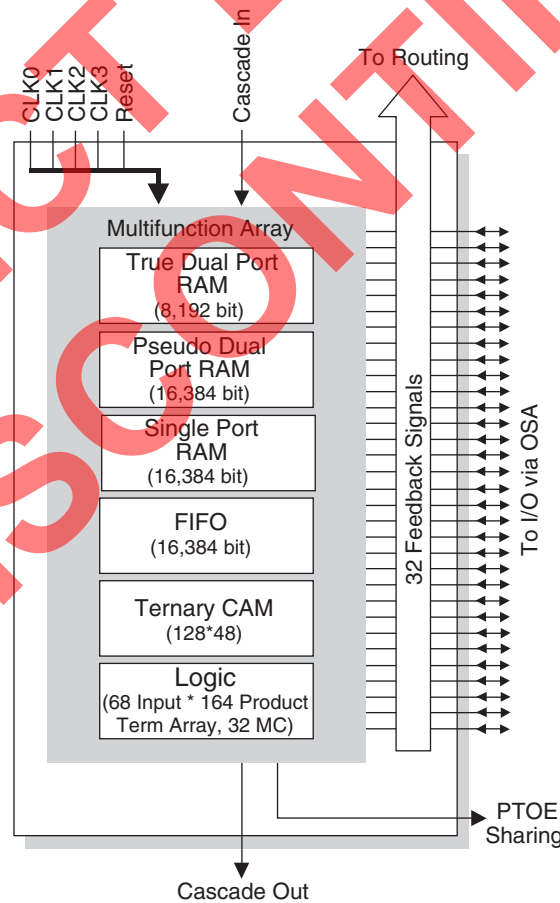 CLK0
CLK1
CLK2
CLK3
Reset
Cascade In
To Routing
Multifunction Array
True Dual Port
RAM
(8,192 bit)
Pseudo Dual
Port RAM
(16,384 bit)
Single Port
RAM
(16,384 bit)
FIFO
(16,384 bit)
Ternary CAM
(128*48)
Logic
(68 Input * 164 Product
Term Array, 32 MC)
32 Feedback Signals
To I/O via OSA
PTOE
Sharing
Cascade Out